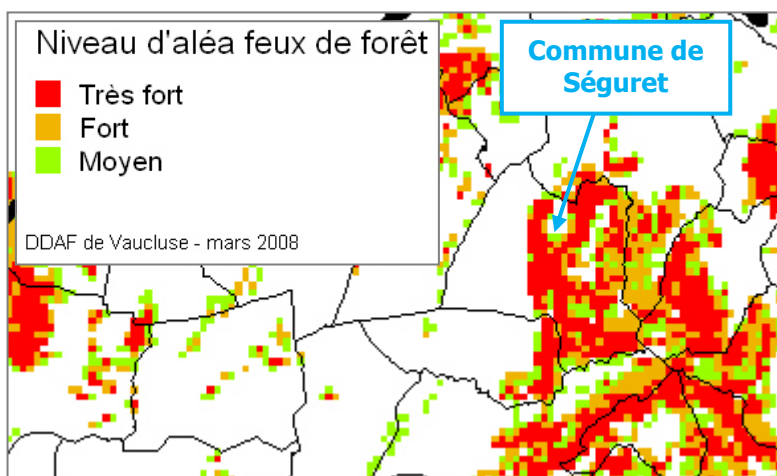 Niveau d'aléa feux de forêt
Très fort
Fort
Moyen
DDAF de Vaucluse - mars 2008
Commune de
Séguret